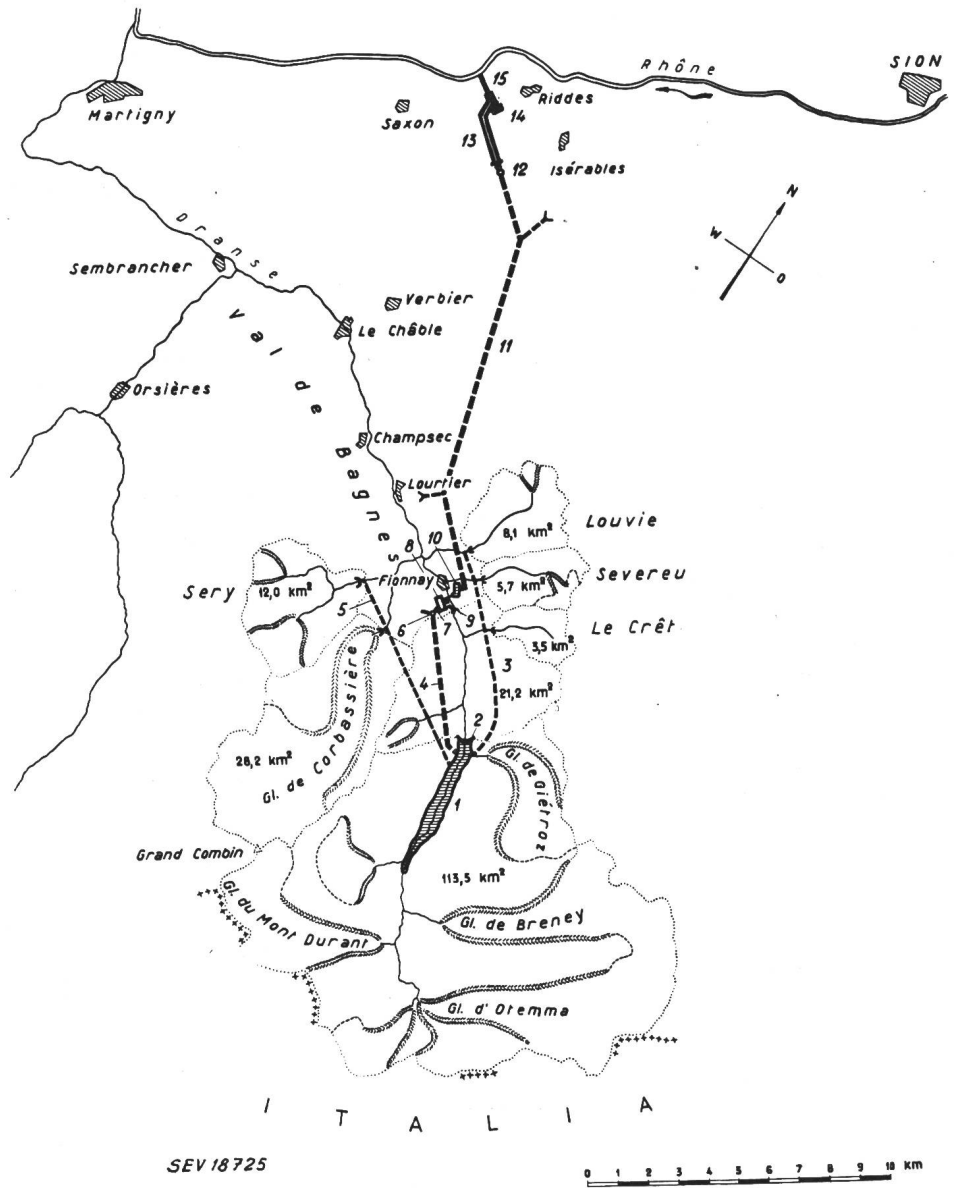 SION
Rhône
15
Riddes
Martigny
Saxon
14
13
12
Isérables
N
W
O
Dranse
Sembrancher
Verbier
Le Châble
Val de Bagnes
11
Orsières
Champsec
Lourtier
8 10
8,1 km²
Louvie
Fionnay
Sery
12,0 km²
5,7 km²
Severeu
5
6
7
9
Le Crêt
3,5 km²
3
4
21,2 km²
2
Gl. de Corbassière
26,2 km²
Gl. de Giétroz
1
Grand Combin
113,5 km²
Gl. du Mont Durant
Gl. de Breney
Gl. d'Otemma
ITALIA
SEV 18725
0 1 2 3 4 5 6 7 8 9 10 km